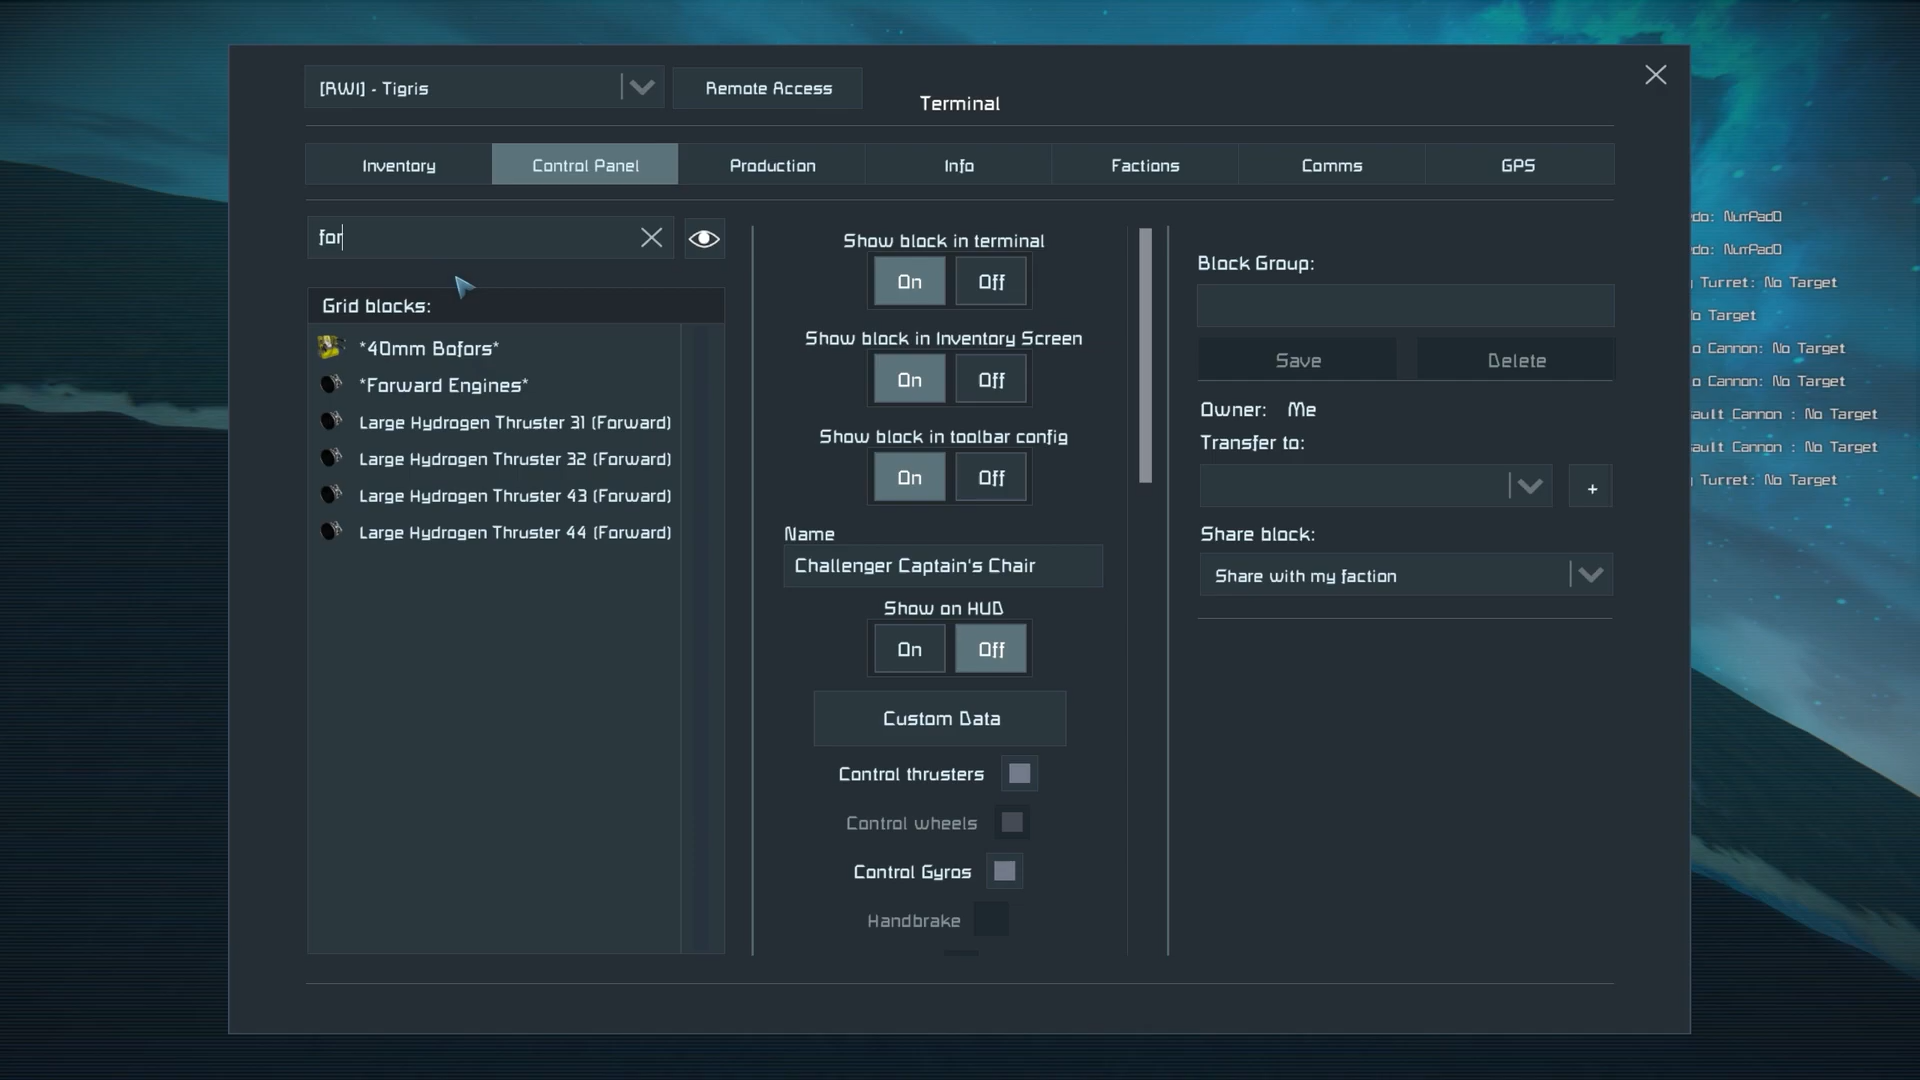 [RWI] - Tigris
Remote Access
Terminal
Inventory
Control Panel
Production
Info
Factions
Comms
GPS
for
Grid blocks:
*40mm Bofors*
*Forward Engines*
Large Hydrogen Thruster 31 (Forward)
Large Hydrogen Thruster 32 (Forward)
Large Hydrogen Thruster 43 (Forward)
Large Hydrogen Thruster 44 (Forward)
Show block in terminal
On Off
Show block in Inventory Screen
On Off
Show block in toolbar config
On Off
Name
Challenger Captain's Chair
Show on HUD
On Off
Custom Data
Control thrusters
Control wheels
Control Gyros
Handbrake
Block Group:
Save Delete
Owner: Me
Transfer to:
+
Share block:
Share with my faction
NumPad0
NumPad0
Turret: No Target
No Target
Cannon: No Target
Cannon: No Target
Cannon : No Target
Cannon : No Target
Turret: No Target